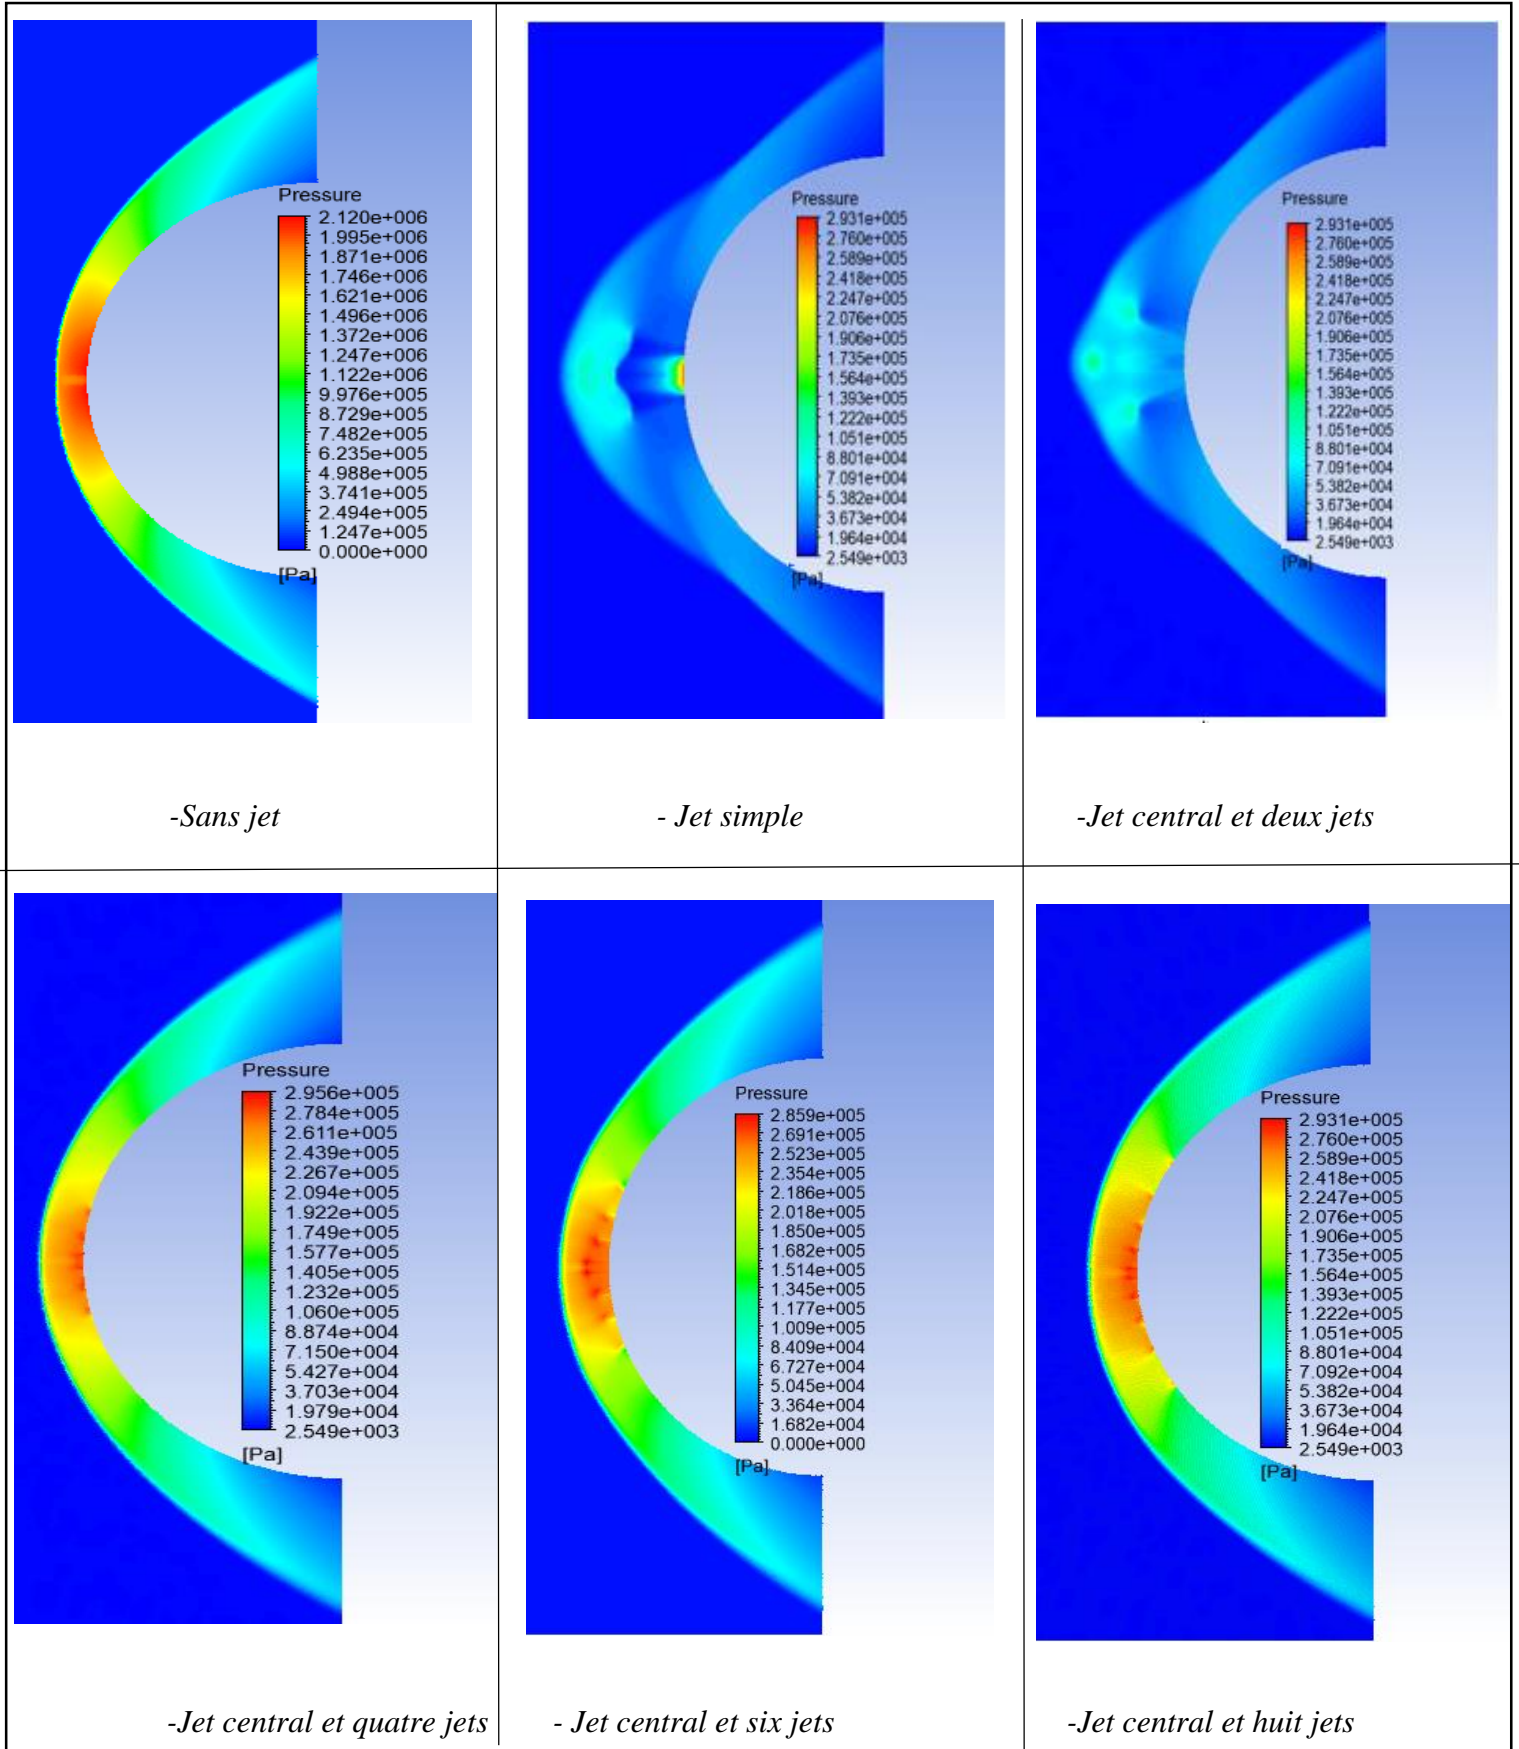 Pressure
2.120e+006
1.995e+006
1.871e+006
1.746e+006
1.621e+006
1.496e+006
1.372e+006
1.247e+006
1.122e+006
9.976e+005
8.729e+005
7.482e+005
6.235e+005
4.988e+005
3.741e+005
2.494e+005
1.247e+005
0.000e+000
[Pa]
-Sans jet
Pressure
2.931e+005
2.760e+005
2.589e+005
2.418e+005
2.247e+005
2.076e+005
1.906e+005
1.735e+005
1.564e+005
1.393e+005
1.222e+005
1.051e+005
8.801e+004
7.091e+004
5.382e+004
3.673e+004
1.964e+004
2.549e+003
[Pa]
- Jet simple
Pressure
2.931e+005
2.760e+005
2.589e+005
2.418e+005
2.247e+005
2.076e+005
1.906e+005
1.735e+005
1.564e+005
1.393e+005
1.222e+005
1.051e+005
8.801e+004
7.091e+004
5.382e+004
3.673e+004
1.964e+004
2.549e+003
[Pa]
-Jet central et deux jets
Pressure
2.956e+005
2.784e+005
2.611e+005
2.439e+005
2.267e+005
2.094e+005
1.922e+005
1.749e+005
1.577e+005
1.405e+005
1.232e+005
1.060e+005
8.874e+004
7.150e+004
5.427e+004
3.703e+004
1.979e+004
2.549e+003
[Pa]
-Jet central et quatre jets
Pressure
2.859e+005
2.691e+005
2.523e+005
2.354e+005
2.186e+005
2.018e+005
1.850e+005
1.682e+005
1.514e+005
1.345e+005
1.177e+005
1.009e+005
8.409e+004
6.727e+004
5.045e+004
3.364e+004
1.682e+004
0.000e+000
[Pa]
- Jet central et six jets
Pressure
2.931e+005
2.760e+005
2.589e+005
2.418e+005
2.247e+005
2.076e+005
1.906e+005
1.735e+005
1.564e+005
1.393e+005
1.222e+005
1.051e+005
8.801e+004
7.092e+004
5.382e+004
3.673e+004
1.964e+004
2.549e+003
[Pa]
-Jet central et huit jets